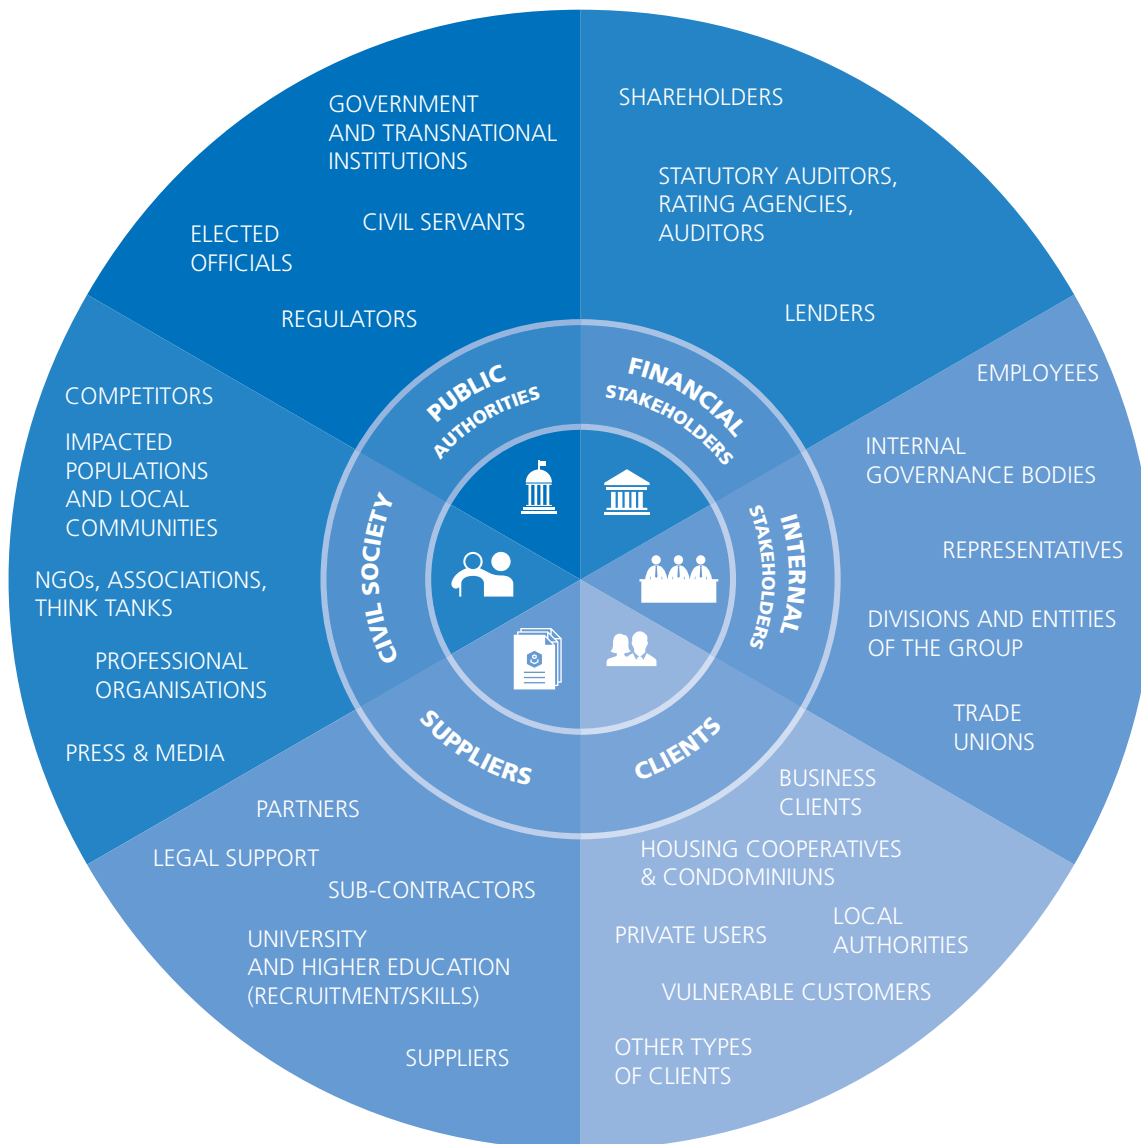 GOVERNMENT
AND TRANSNATIONAL
INSTITUTIONS
CIVIL SERVANTS
ELECTED
OFFICIALS
REGULATORS
SHAREHOLDERS
STATUTORY AUDITORS,
RATING AGENCIES,
AUDITORS
LENDERS
EMPLOYEES
INTERNAL
GOVERNANCE BODIES
REPRESENTATIVES
DIVISIONS AND ENTITIES
OF THE GROUP
TRADE
UNIONS
COMPETITORS
IMPACTED
POPULATIONS
AND LOCAL
COMMUNITIES
NGOs, ASSOCIATIONS,
THINK TANKS
PROFESSIONAL
ORGANISATIONS
PRESS & MEDIA
PUBLIC
AUTHORITIES
FINANCIAL
STAKEHOLDERS
INTERNAL
STAKEHOLDERS
CLIENTS
SUPPLIERS
CIVIL SOCIETY
PARTNERS
LEGAL SUPPORT
SUB-CONTRACTORS
UNIVERSITY
AND HIGHER EDUCATION
(RECRUITMENT/SKILLS)
SUPPLIERS
BUSINESS
CLIENTS
HOUSING COOPERATIVES
& CONDOMINIUNS
PRIVATE USERS
LOCAL
AUTHORITIES
VULNERABLE CUSTOMERS
OTHER TYPES
OF CLIENTS